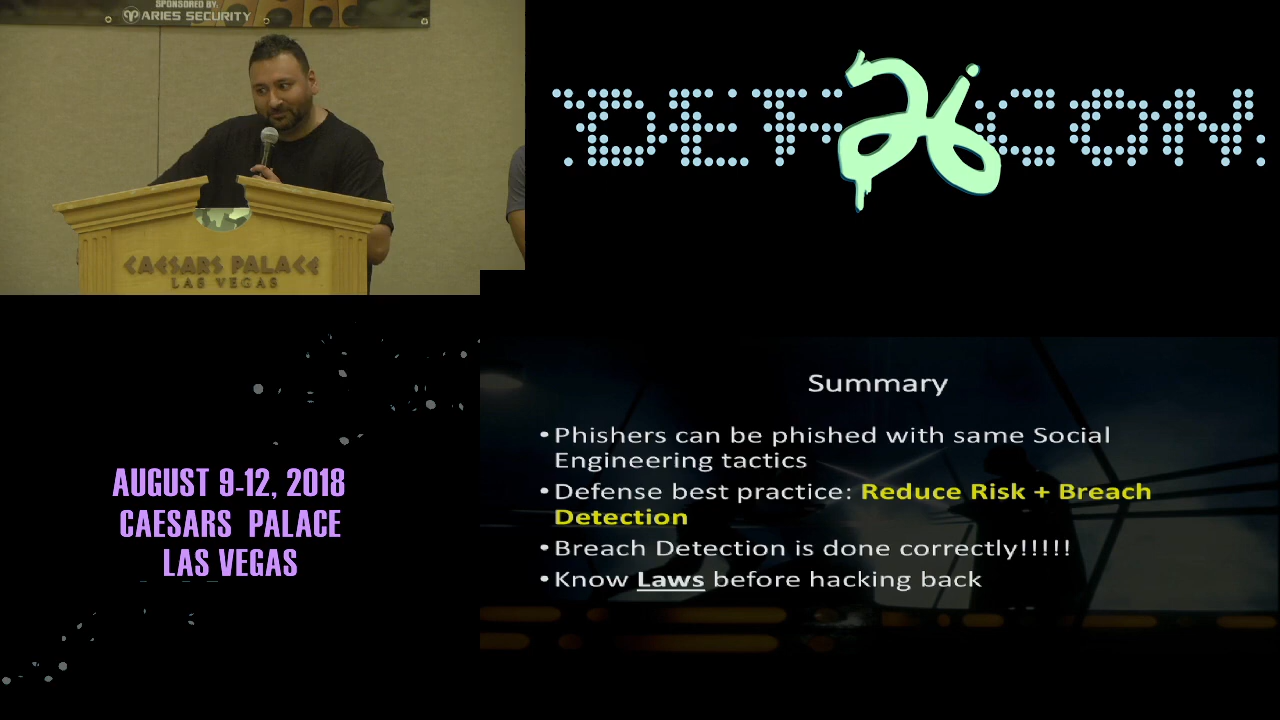 SPONSORED BY:
ARIES SECURITY
CAESARS PALACE
LAS VEGAS
DEF 26 CON
AUGUST 9-12, 2018
CAESARS PALACE
LAS VEGAS
Summary
•Phishers can be phished with same Social
Engineering tactics
•Defense best practice: Reduce Risk + Breach
Detection
•Breach Detection is done correctly!!!!!
•Know Laws before hacking back